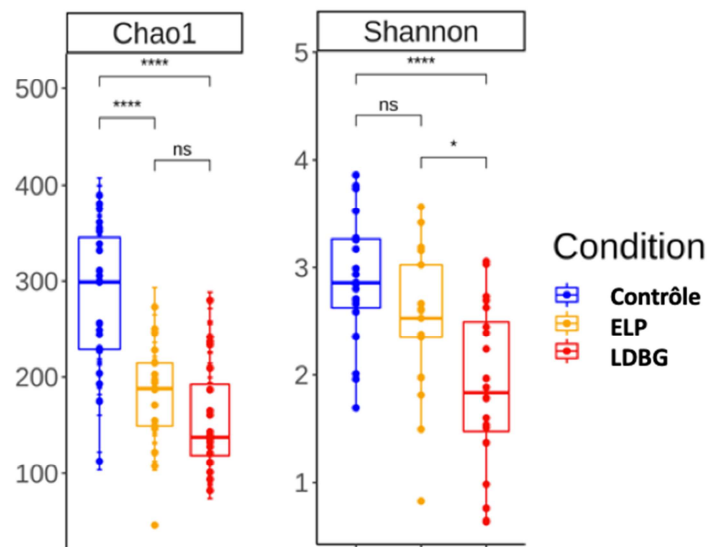 Chao1
Shannon
****
****
ns
500
400
300
200
100
****
ns
*
5
4
3
2
1
Condition
Contrôle
ELP
LDBG